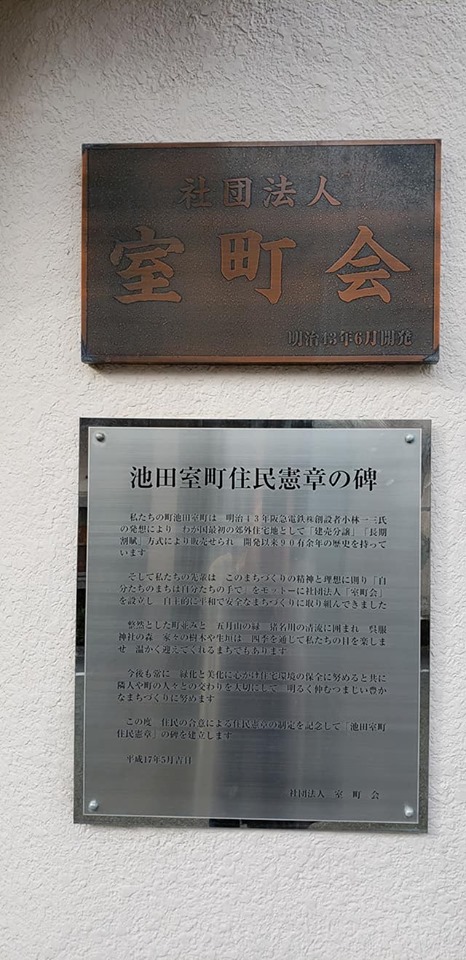 社団法人
室町会
明治43年6月開発
池田室町住民憲章の碑
私たちの町池田室町は 明治43年阪急電鉄㈱創設者小林一三氏
の発想により わが国最初の郊外住宅地として「建売分譲」「長期
割賦」方式により販売せられ 開発以来90有余年の歴史を持って
います
そして私たちの先輩は このまちづくりの精神と理想に則り「自
分たちのまちは自分たちの手で」をモットーに社団法人「室町会」
を設立し 自主的に平和で安全なまちづくりに取り組んできました
整然とした町並みと 五月山の緑 猪名川の清流に囲まれ 呉服
神社の森 家々の樹木や生垣は 四季を通じて私たちの目を楽しま
せ 温かく迎えてくれるまちでもあります
今後も常に 緑化と美化に心がけ住宅環境の保全に努めると共に
隣人や町の人々との交わりを大切にして 明るく仲むつまじい豊か
なまちづくりに努めます
この度 住民の合意による住民憲章の制定を記念して「池田室町
住民憲章」の碑を建立します
平成17年5月吉日
社団法人 室町会